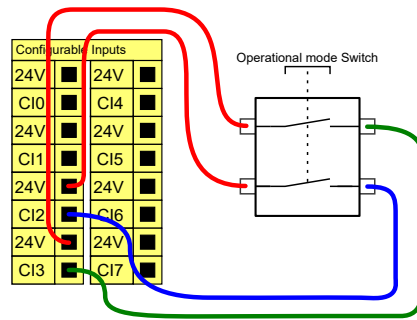 Configurable Inputs
Operational mode Switch
24V 24V
CI0 CI4
24V 24V
CI1 CI5
24V 24V
CI2 CI6
24V 24V
CI3 CI7